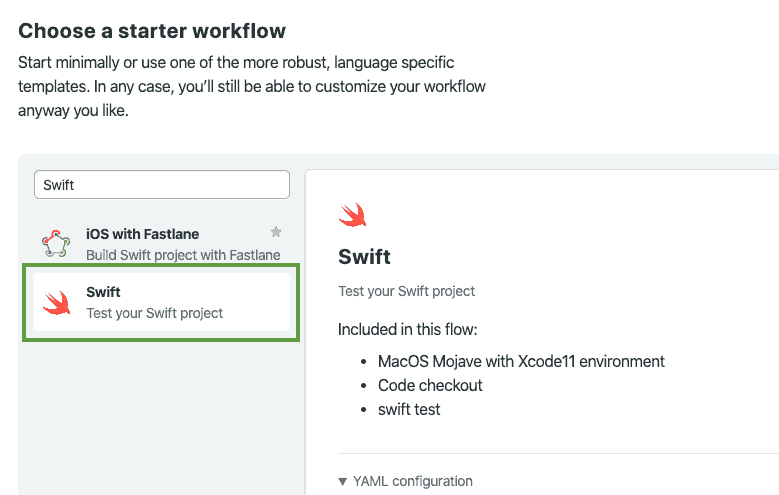 Choose a starter workflow
Start minimally or use one of the more robust, language specific
templates. In any case, you'll still be able to customize your workflow
anyway you like.
Swift
iOS with Fastlane
Build Swift project with Fastlane
Swift
Test your Swift project
Swift
Test your Swift project
Included in this flow:
• MacOS Mojave with Xcode11 environment
• Code checkout
• swift test
▼ YAML configuration